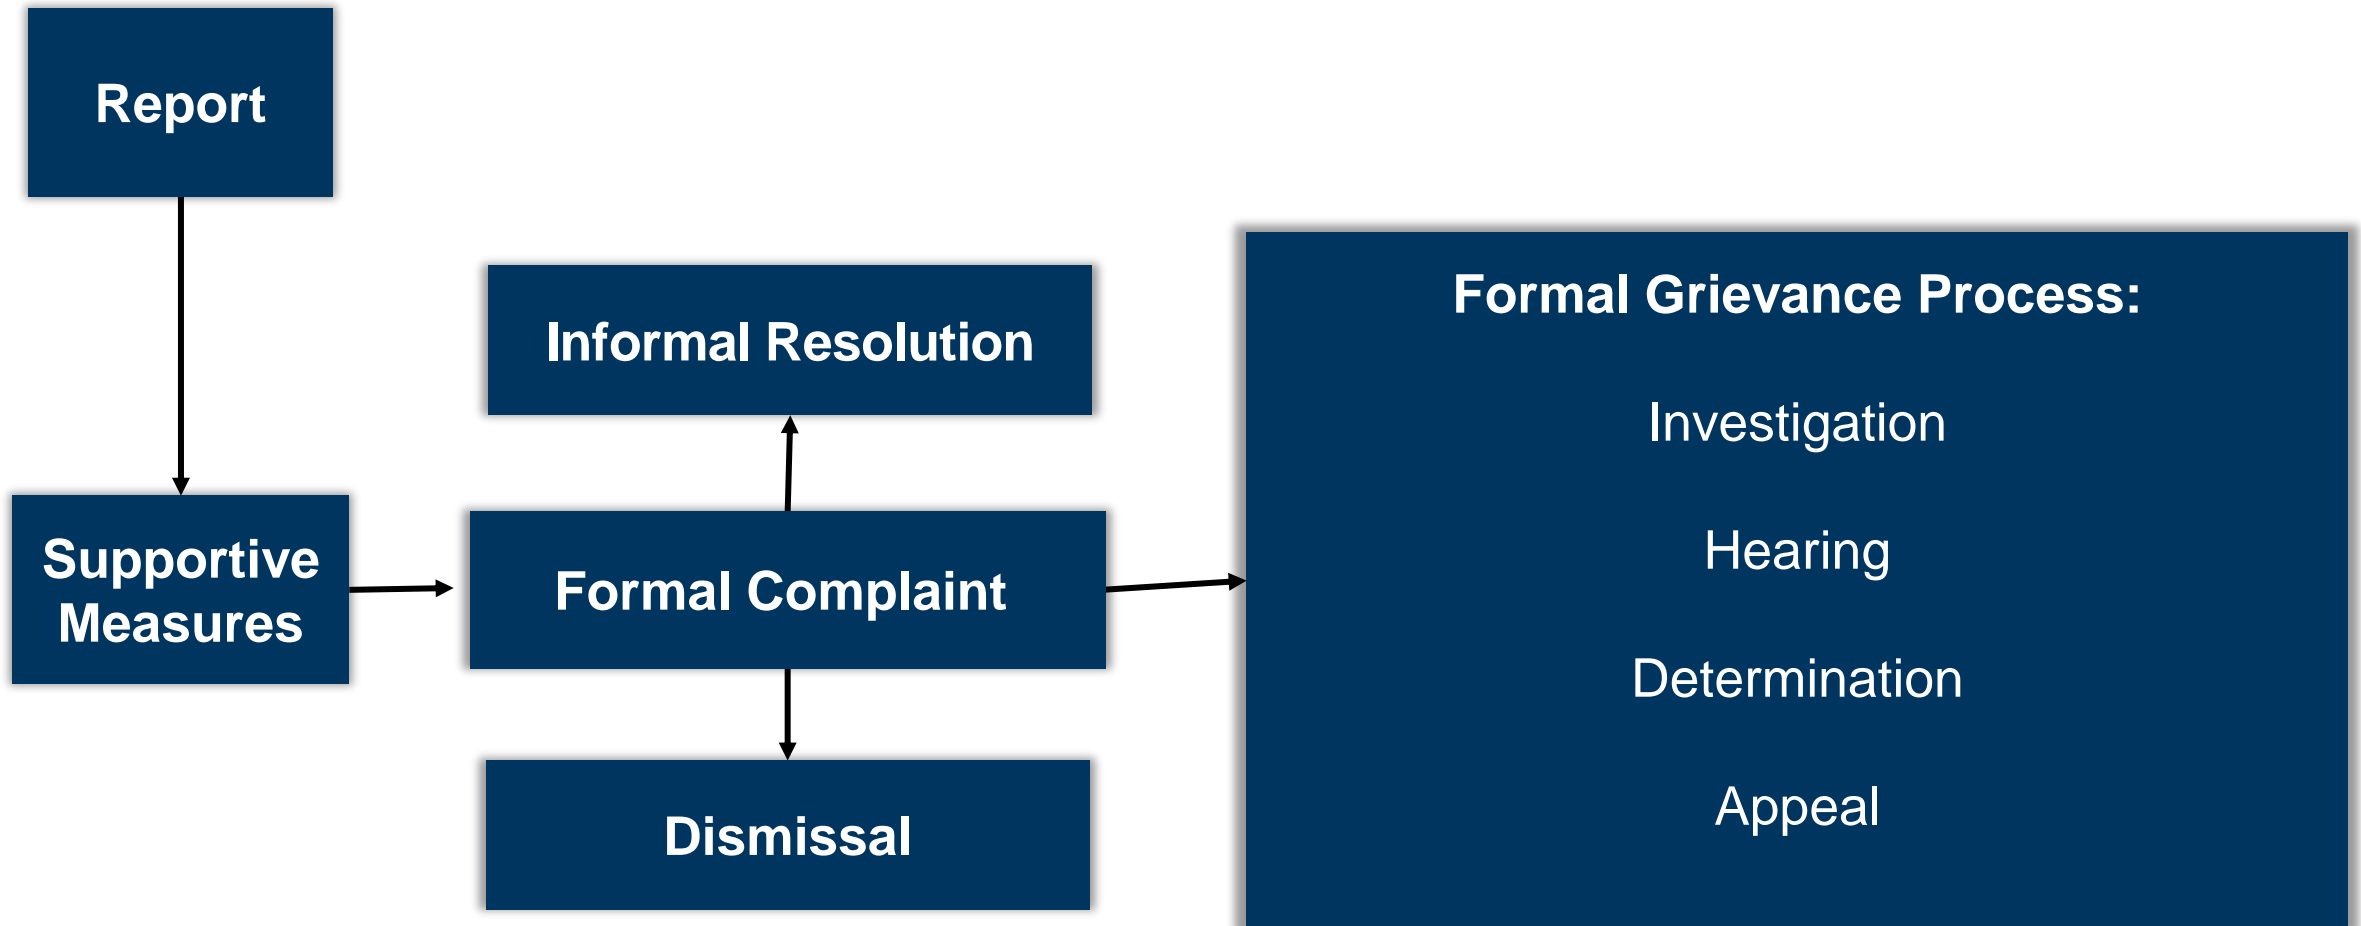 Report
Supportive
Measures
Informal Resolution
Formal Complaint
Dismissal
Formal Grievance Process:
Investigation
Hearing
Determination
Appeal